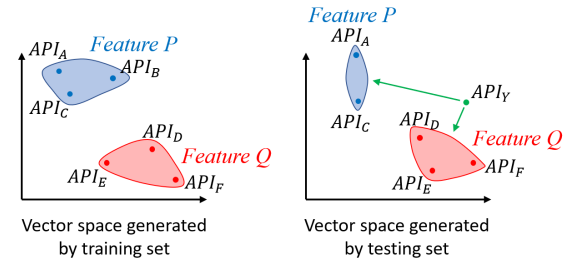 Feature P
API_A
API_B
API_C
API_D
Feature Q
API_E
API_F
Vector space generated
by training set
Feature P
API_A
API_Y
API_C
API_D
Feature Q
API_E
API_F
Vector space generated
by testing set